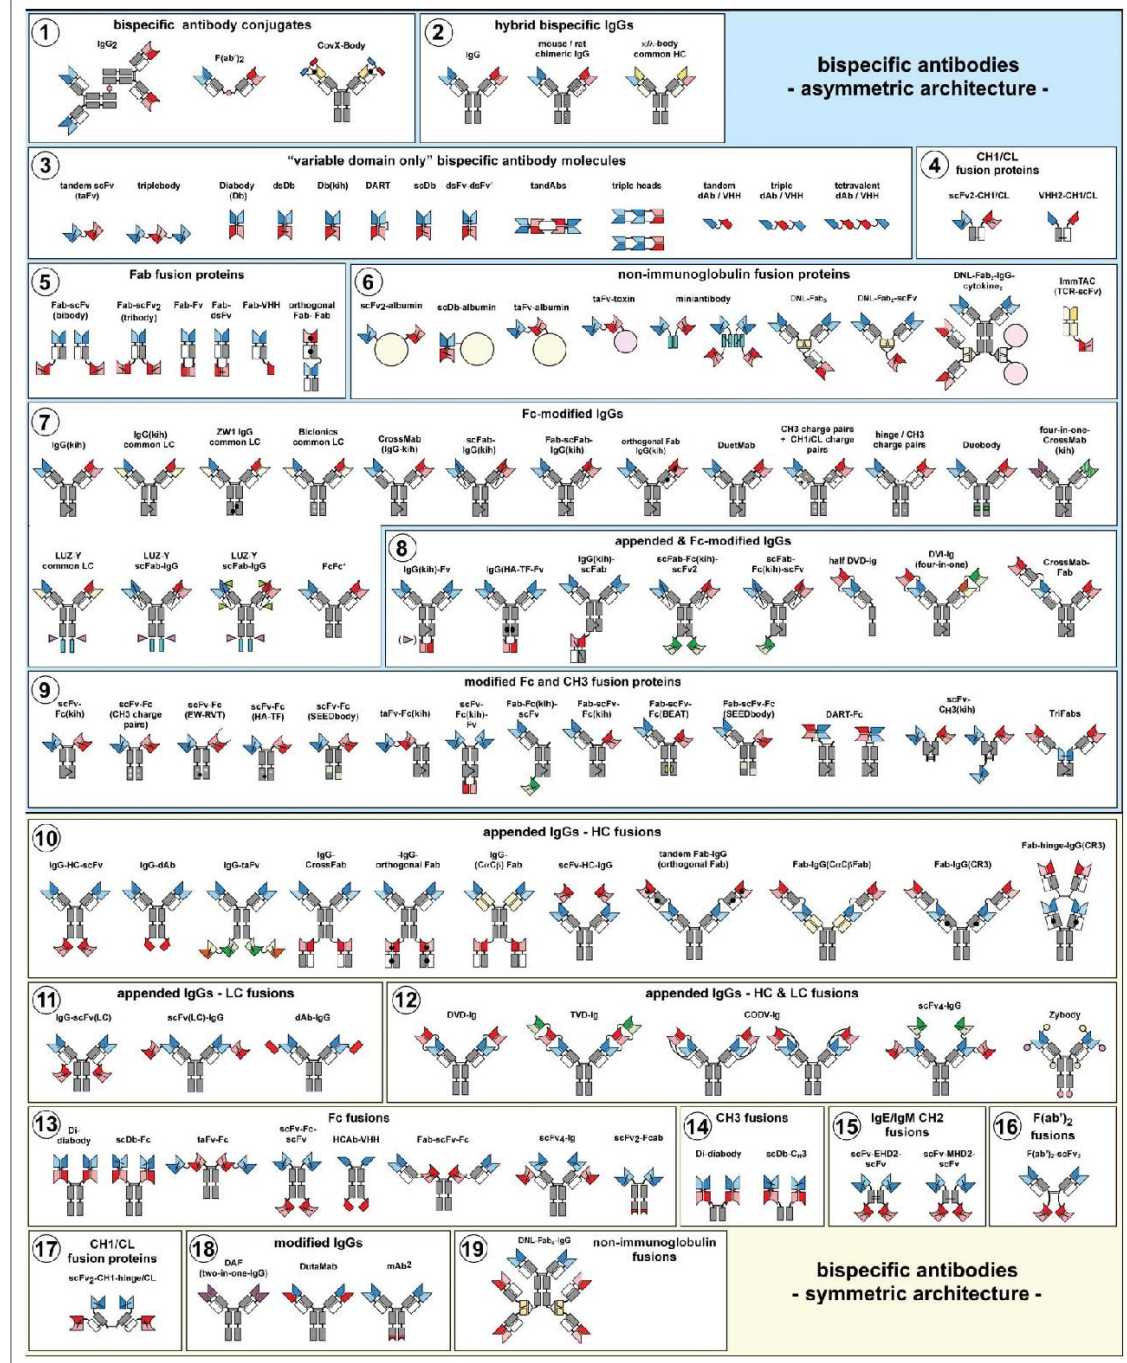 1
bispecific antibody conjugates
IgG2
F(ab')2
CovX-Body
2
hybrid bispecific IgGs
IgG
mouse / rat
chimeric IgG
κ/λ-body
common HC
bispecific antibodies
- asymmetric architecture -
3
“variable domain only” bispecific antibody molecules
tandem scFv
(taFv)
triplebody
Diabody
(Db)
dsDb
Db(kih)
DART
scDb
dsFv-dsFv'
tandAbs
triple heads
tandem
dAb / VHH
triple
dAb / VHH
tetravalent
dAb / VHH
4
CH1/CL
fusion proteins
scFv2-CH1/CL
VHH2-CH1/CL
5
Fab fusion proteins
Fab-scFv
(bibody)
Fab-scFv2
(tribody)
Fab-Fv
Fab-
dsFv
Fab-VHH
orthogonal
Fab- Fab
6
non-immunoglobulin fusion proteins
scFv2-albumin
scDb-albumin
taFv-albumin
taFv-toxin
miniantibody
DNL-Fab3
DNL-Fab2-scFv
DNL-Fab2-IgG-
cytokine2
ImmTAC
(TCR-scFv)
7
Fc-modified IgGs
IgG(kih)
IgG(kih)
common LC
ZW1 IgG
common LC
Biclonics
common LC
CrossMab
(IgG-kih)
scFab-
IgG(kih)
Fab-scFab-
IgG(kih)
orthogonal Fab
IgG(kih)
DuetMab
CH3 charge pairs
+ CH1/CL charge
pairs
hinge / CH3
charge pairs
Duobody
four-in-one-
CrossMab
(kih)
LUZ-Y
common LC
LUZ-Y
scFab-IgG
LUZ-Y
scFab-IgG
FcFc*
8
appended & Fc-modified IgGs
IgG(kih)-Fv
IgG(HA-TF-Fv
IgG(kih)-
scFab
scFab-Fc(kih)-
scFv2
scFab-
Fc(kih)-scFv
half DVD-Ig
DVI-Ig
(four-in-one)
CrossMab-
Fab
9
modified Fc and CH3 fusion proteins
scFv-
Fc(kih)
scFv-Fc
(CH3 charge
pairs)
scFv-Fc
(EW-RVT)
scFv-Fc
(HA-TF)
scFv-Fc
(SEEDbody)
taFv-Fc(kih)
scFv-
Fc(kih)-
Fv
Fab-Fc(kih)-
scFv
Fab-scFv-
Fc(kih)
Fab-scFv-
Fc(BEAT)
Fab-scFv-Fc
(SEEDbody)
DART-Fc
scFv-
CH3(kih)
TriFabs
10
appended IgGs - HC fusions
IgG-HC-scFv
IgG-dAb
IgG-taFv
IgG-
CrossFab
-IgG-
orthogonal Fab
IgG-
(CαCβ) Fab
scFv-HC-IgG
tandem Fab-IgG
(orthogonal Fab)
Fab-IgG(CαCβFab)
Fab-IgG(CR3)
Fab-hinge-IgG(CR3)
11
appended IgGs - LC fusions
IgG-scFv(LC)
scFv(LC)-IgG
dAb-IgG
12
appended IgGs - HC & LC fusions
DVD-Ig
TVD-Ig
CODV-Ig
scFv4-IgG
Zybody
13
Fc fusions
Di-
diabody
scDb-Fc
taFv-Fc
scFv-Fc-
scFv
HCAb-VHH
Fab-scFv-Fc
scFv4-Ig
scFv2-Fcab
14
CH3 fusions
Di-diabody
scDb-CH3
15
IgE/IgM CH2
fusions
scFv-EHD2-
scFv
scFv-MHD2-
scFv
16
F(ab')2
fusions
F(ab')2-scFv2
17
CH1/CL
fusion proteins
scFv2-CH1-hinge/CL
18
modified IgGs
DAF
(two-in-one-IgG)
DutaMab
mAb2
19
DNL-Fab4-IgG
non-immunoglobulin
fusions
bispecific antibodies
- symmetric architecture -